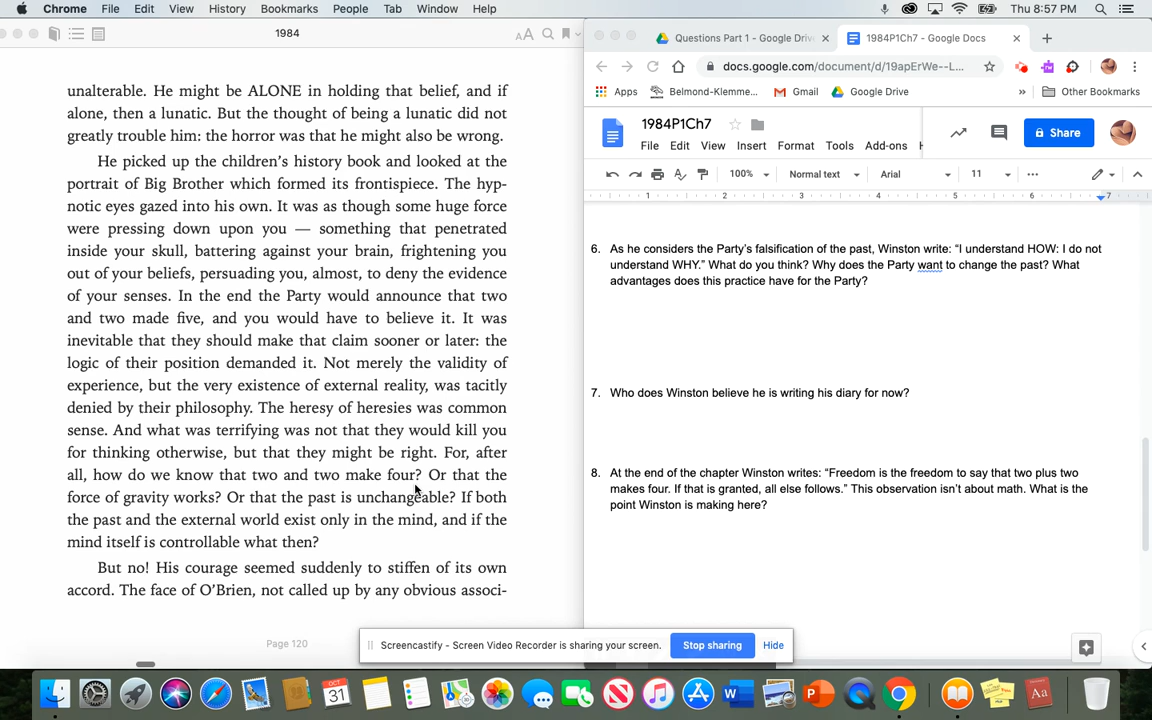 Chrome File Edit View History Bookmarks People Tab Window Help Thu 8:57 PM
1984
AA
unalterable. He might be ALONE in holding that belief, and if
alone, then a lunatic. But the thought of being a lunatic did not
greatly trouble him: the horror was that he might also be wrong.
He picked up the children's history book and looked at the
portrait of Big Brother which formed its frontispiece. The hyp-
notic eyes gazed into his own. It was as though some huge force
were pressing down upon you — something that penetrated
inside your skull, battering against your brain, frightening you
out of your beliefs, persuading you, almost, to deny the evidence
of your senses. In the end the Party would announce that two
and two made five, and you would have to believe it. It was
inevitable that they should make that claim sooner or later: the
logic of their position demanded it. Not merely the validity of
experience, but the very existence of external reality, was tacitly
denied by their philosophy. The heresy of heresies was common
sense. And what was terrifying was not that they would kill you
for thinking otherwise, but that they might be right. For, after
all, how do we know that two and two make four? Or that the
force of gravity works? Or that the past is unchangeable? If both
the past and the external world exist only in the mind, and if the
mind itself is controllable what then?
But no! His courage seemed suddenly to stiffen of its own
accord. The face of O'Brien, not called up by any obvious associ-
Page 120
Questions Part 1 - Google Driv 1984P1Ch7 - Google Docs
docs.google.com/document/d/19apErWe--L...
Apps Belmond-Klemme... Gmail Google Drive » Other Bookmarks
1984P1Ch7
File Edit View Insert Format Tools Add-ons
Share
100% Normal text Arial 11
1 2 3 4 5 6 7
6. As he considers the Party's falsification of the past, Winston write: “I understand HOW: I do not
understand WHY.” What do you think? Why does the Party want to change the past? What
advantages does this practice have for the Party?
7. Who does Winston believe he is writing his diary for now?
8. At the end of the chapter Winston writes: “Freedom is the freedom to say that two plus two
makes four. If that is granted, all else follows.” This observation isn't about math. What is the
point Winston is making here?
Screencastify - Screen Video Recorder is sharing your screen. Stop sharing Hide
OCT
31
W
P
Aa